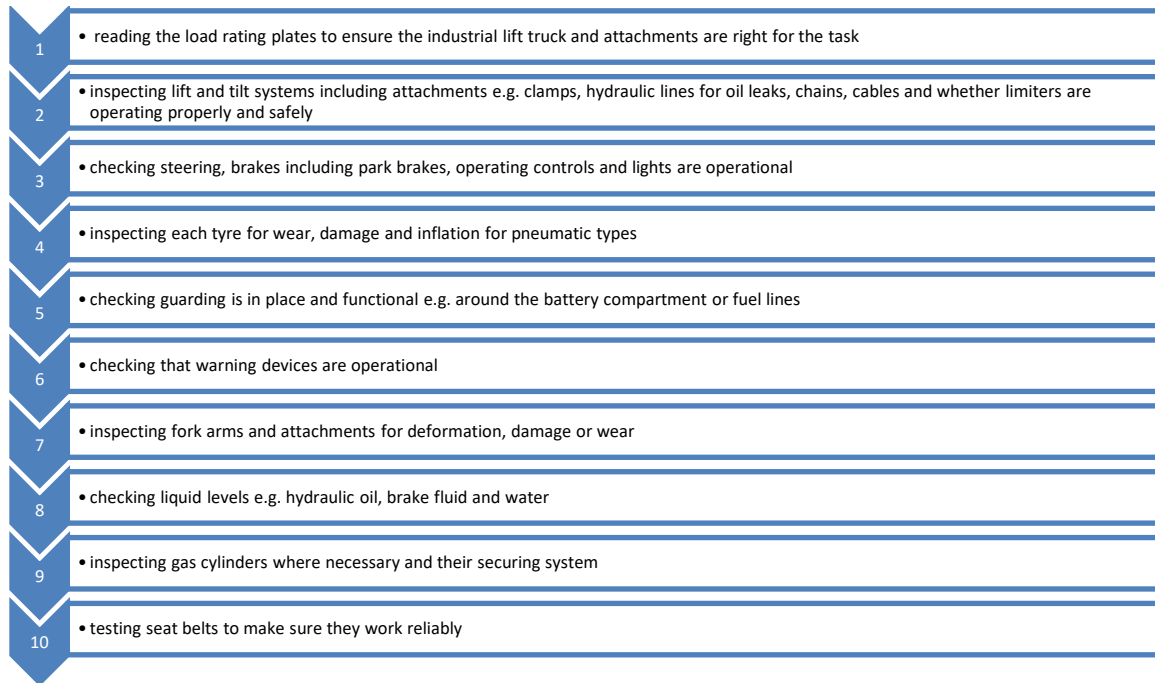 1
• reading the load rating plates to ensure the industrial lift truck and attachments are right for the task
2
• inspecting lift and tilt systems including attachments e.g. clamps, hydraulic lines for oil leaks, chains, cables and whether limiters are
operating properly and safely
3
• checking steering, brakes including park brakes, operating controls and lights are operational
4
• inspecting each tyre for wear, damage and inflation for pneumatic types
5
• checking guarding is in place and functional e.g. around the battery compartment or fuel lines
6
• checking that warning devices are operational
7
• inspecting fork arms and attachments for deformation, damage or wear
8
• checking liquid levels e.g. hydraulic oil, brake fluid and water
9
• inspecting gas cylinders where necessary and their securing system
10
• testing seat belts to make sure they work reliably